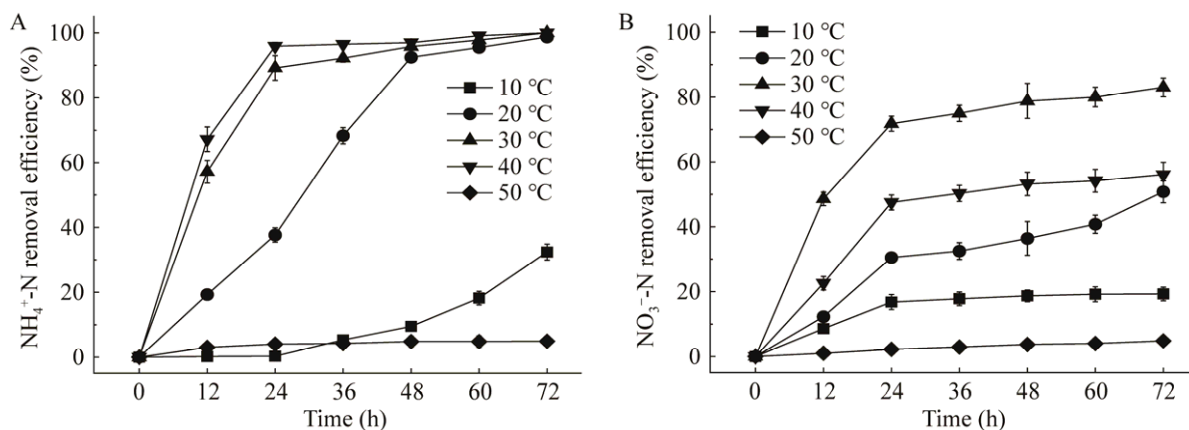 A
NH₄⁺-N removal efficiency (%)
100
80
60
40
20
0
10 ℃
20 ℃
30 ℃
40 ℃
50 ℃
0 12 24 36 48 60 72
Time (h)
B
NO₃⁻-N removal efficiency (%)
100
80
60
40
20
0
10 ℃
20 ℃
30 ℃
40 ℃
50 ℃
0 12 24 36 48 60 72
Time (h)